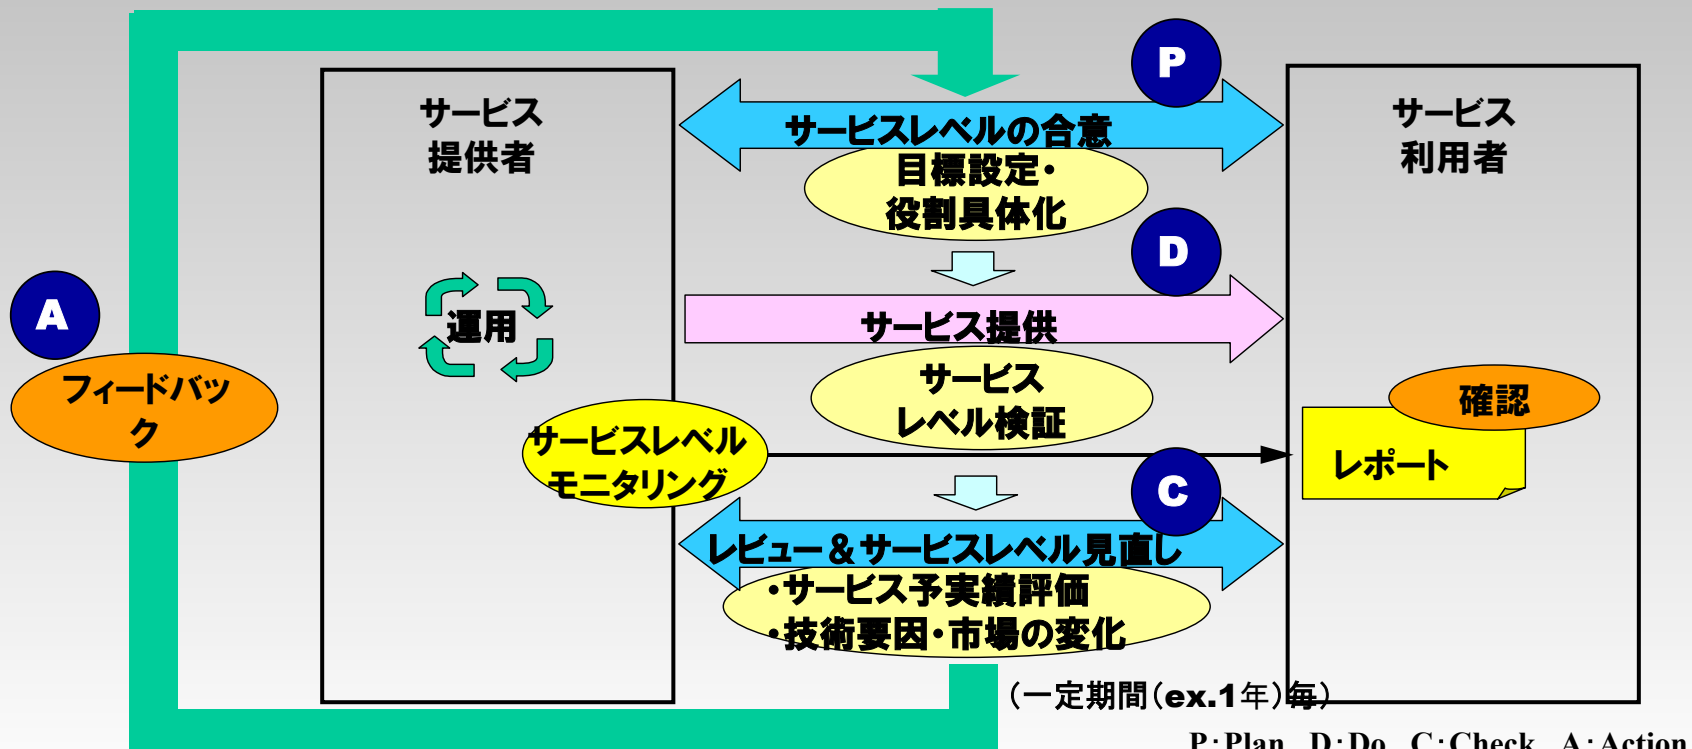 P
サービス
提供者
サービスレベルの合意
サービス
利用者
目標設定・
役割具体化
D
A
運用
サービス提供
フィードバッ
ク
サービス
レベル検証
確認
サービスレベル
モニタリング
レポート
C
レビュー&サービスレベル見直し
・サービス予実績評価
・技術要因・市場の変化
(一定期間(ex.1年)毎)
P:Plan D:Do C:Check A:Action